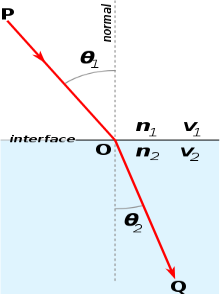 P
normal
θ1
n1 v1
interface
O n2 v2
θ2
Q